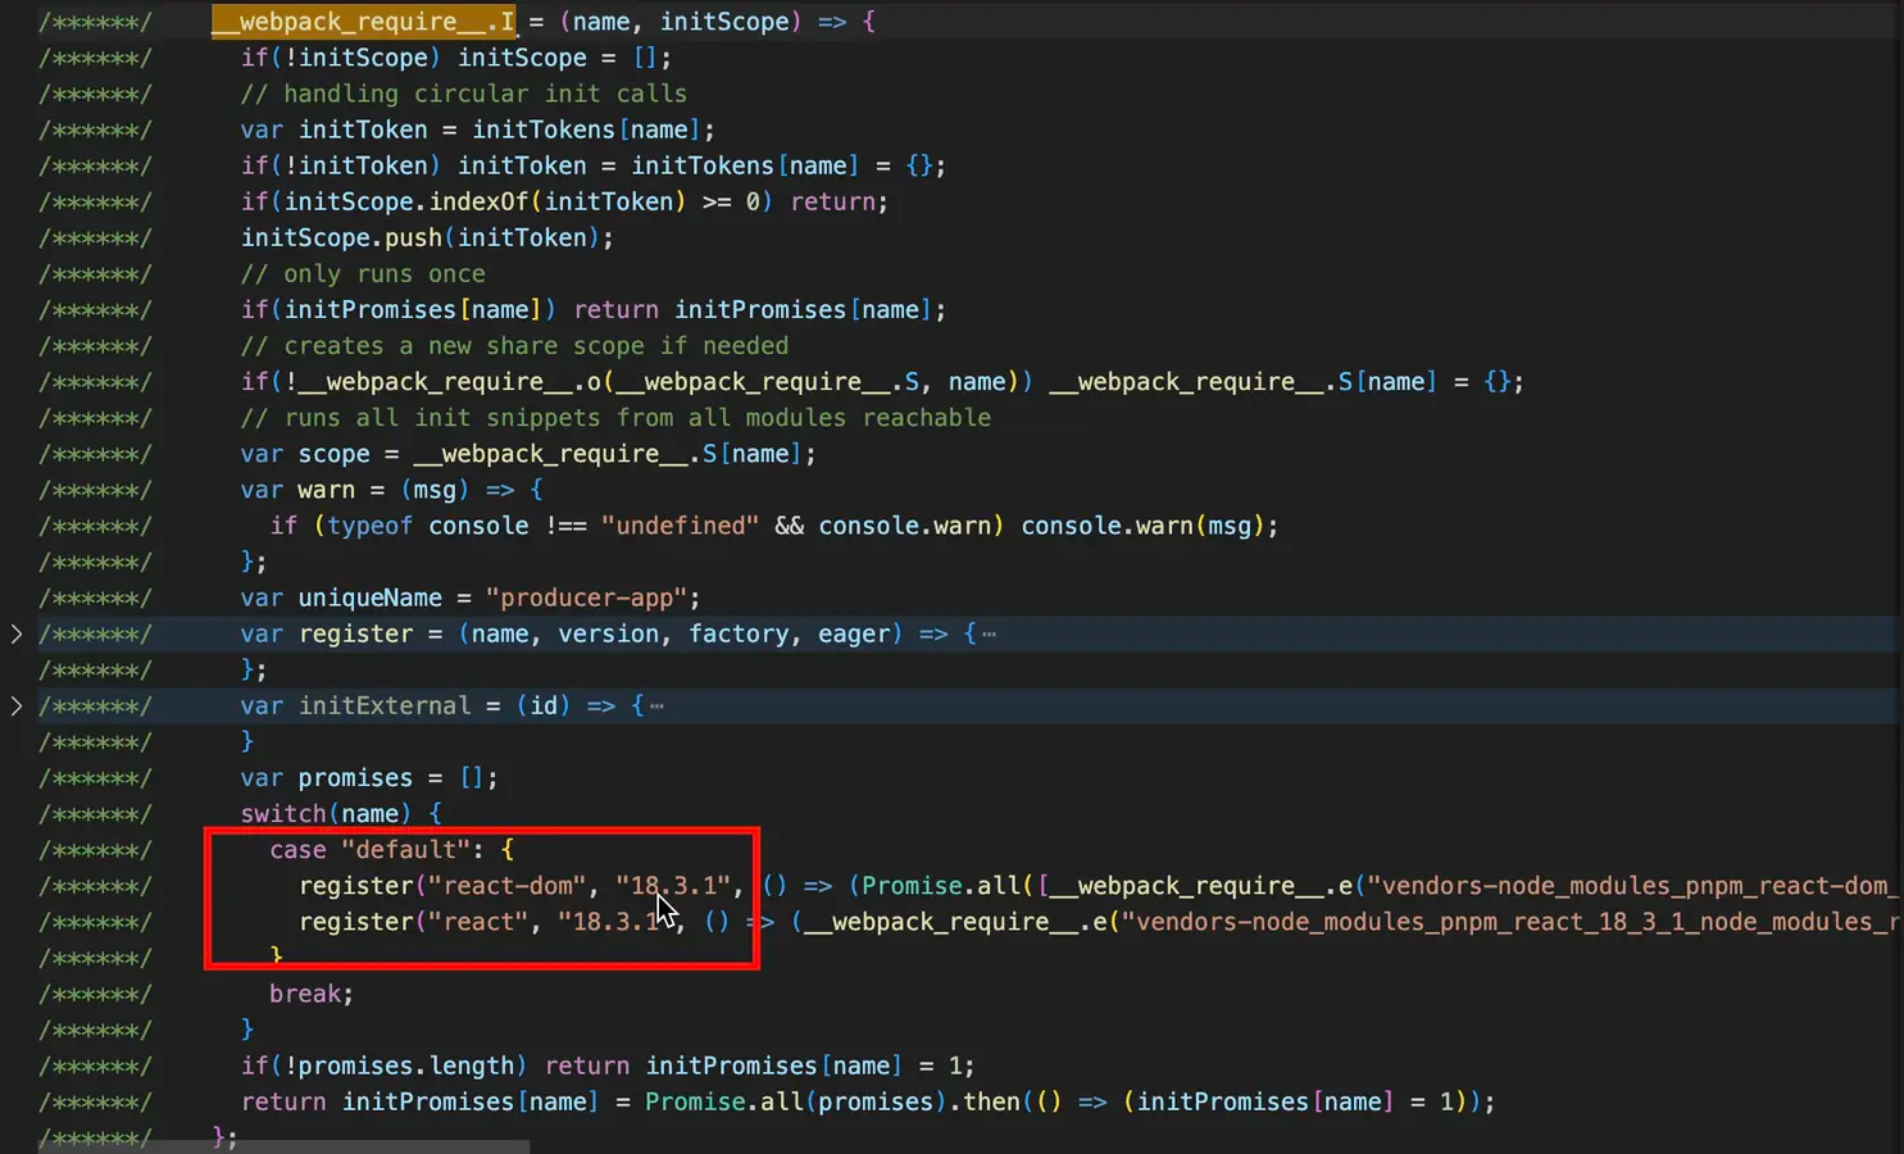 /******/ __webpack_require__.I = (name, initScope) => {
/******/ if(!initScope) initScope = [];
/******/ // handling circular init calls
/******/ var initToken = initTokens[name];
/******/ if(!initToken) initToken = initTokens[name] = {};
/******/ if(initScope.indexOf(initToken) >= 0) return;
/******/ initScope.push(initToken);
/******/ // only runs once
/******/ if(initPromises[name]) return initPromises[name];
/******/ // creates a new share scope if needed
/******/ if(!__webpack_require__.o(__webpack_require__.S, name)) __webpack_require__.S[name] = {};
/******/ // runs all init snippets from all modules reachable
/******/ var scope = __webpack_require__.S[name];
/******/ var warn = (msg) => {
/******/ if (typeof console !== "undefined" && console.warn) console.warn(msg);
/******/ };
/******/ var uniqueName = "producer-app";
/******/ var register = (name, version, factory, eager) => {⋯
/******/ };
/******/ var initExternal = (id) => {⋯
/******/ }
/******/ var promises = [];
/******/ switch(name) {
/******/ case "default": {
/******/ register("react-dom", "18.3.1", () => (Promise.all([__webpack_require__.e("vendors-node_modules_pnpm_react-dom_
/******/ register("react", "18.3.1", () => (__webpack_require__.e("vendors-node_modules_pnpm_react_18_3_1_node_modules_r
/******/ }
/******/ break;
/******/ }
/******/ if(!promises.length) return initPromises[name] = 1;
/******/ return initPromises[name] = Promise.all(promises).then(() => (initPromises[name] = 1));
/******/ };